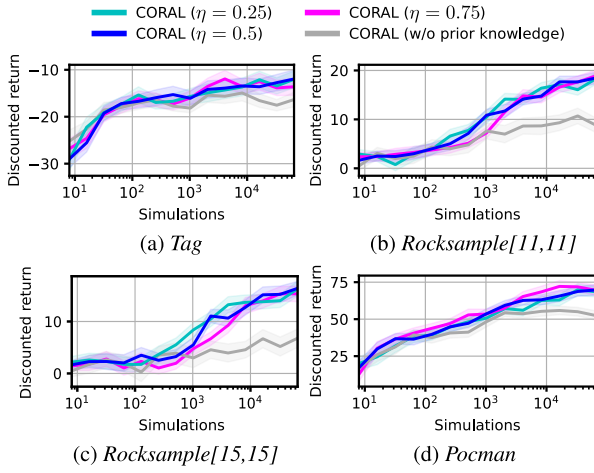 CORAL (η = 0.25) CORAL (η = 0.75)
CORAL (η = 0.5) CORAL (w/o prior knowledge)
Discounted return
−10
−20
−30
10¹ 10² 10³ 10⁴
Simulations
(a) Tag
Discounted return
20
10
0
10¹ 10² 10³ 10⁴
Simulations
(b) Rocksample[11,11]
Discounted return
10
0
10¹ 10² 10³ 10⁴
(c) Rocksample[15,15]
Discounted return
75
50
25
10¹ 10² 10³ 10⁴
(d) Pocman